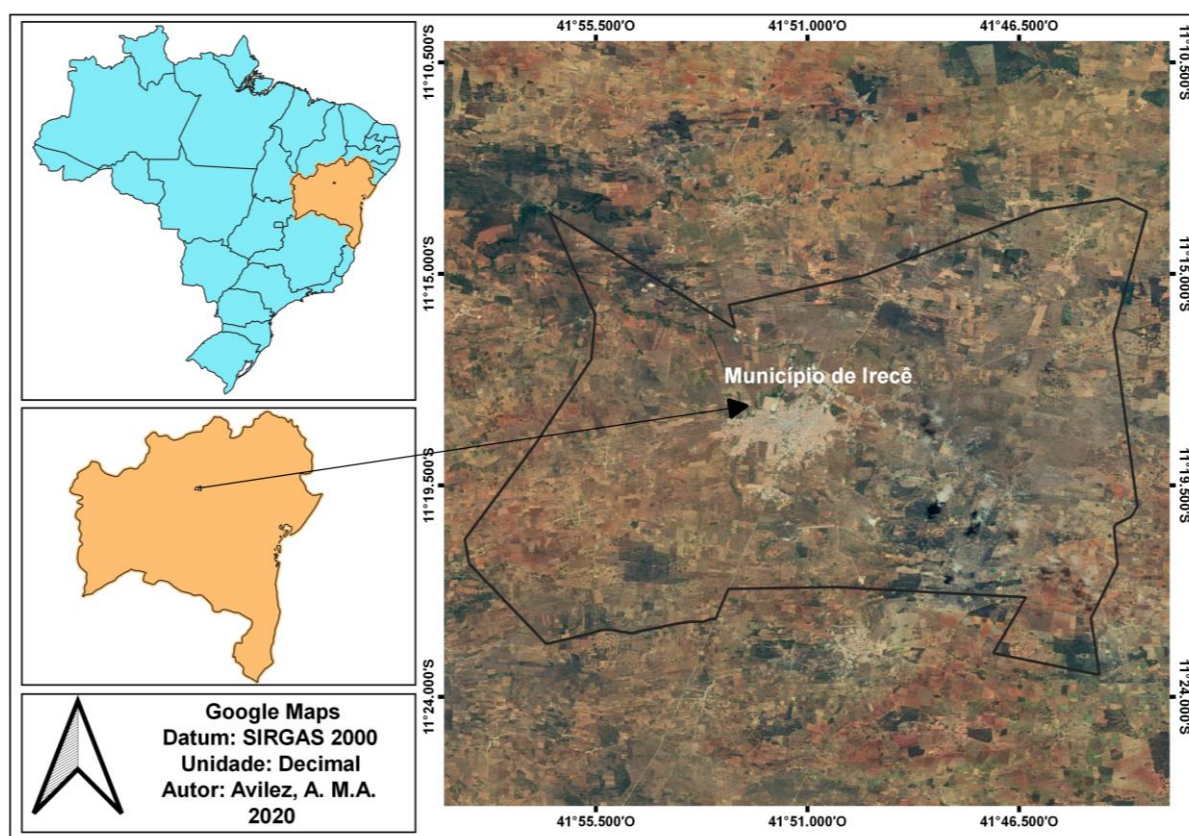 41°55.500'O 41°51.000'O 41°46.500'O
11°10.500'S 11°10.500'S
11°15.000'S 11°15.000'S
Município de Irecê
11°19.500'S 11°19.500'S
11°24.000'S 11°24.000'S
41°55.500'O 41°51.000'O 41°46.500'O
Google Maps
Datum: SIRGAS 2000
Unidade: Decimal
Autor: Avilez, A. M.A.
2020